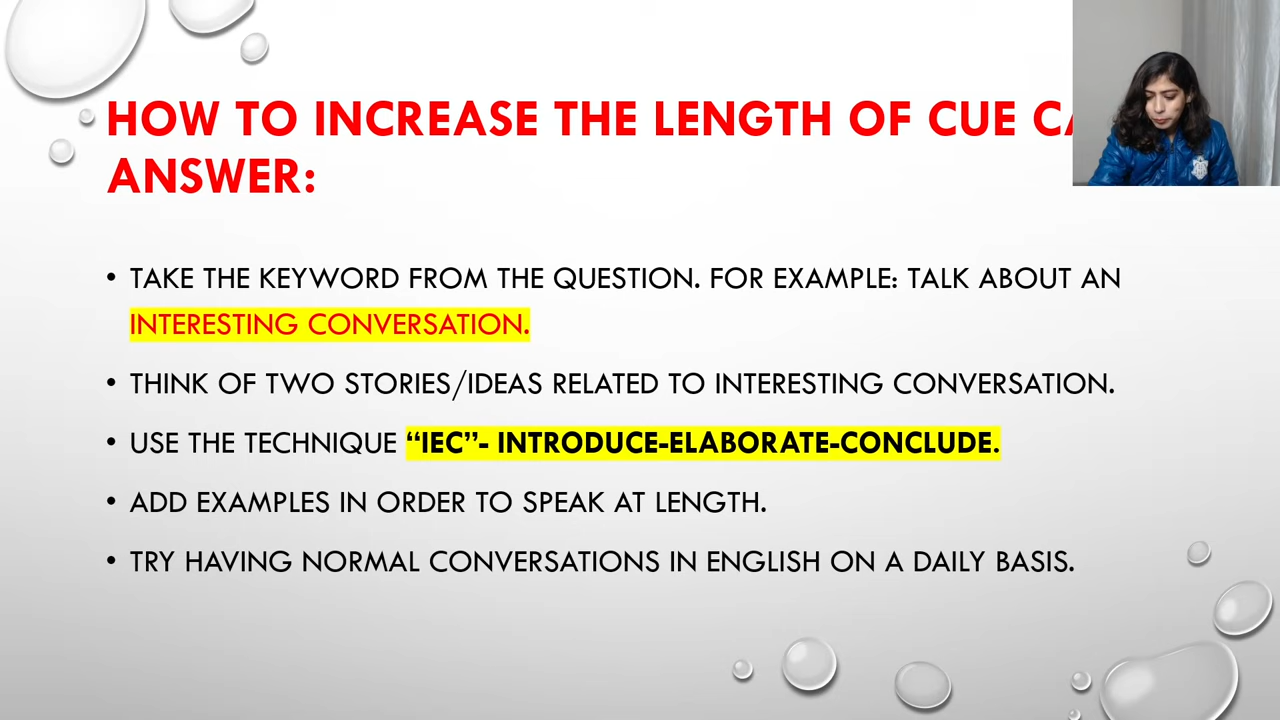 HOW TO INCREASE THE LENGTH OF CUE
ANSWER:
• TAKE THE KEYWORD FROM THE QUESTION. FOR EXAMPLE: TALK ABOUT AN
INTERESTING CONVERSATION.
• THINK OF TWO STORIES/IDEAS RELATED TO INTERESTING CONVERSATION.
• USE THE TECHNIQUE “IEC”- INTRODUCE-ELABORATE-CONCLUDE.
• ADD EXAMPLES IN ORDER TO SPEAK AT LENGTH.
• TRY HAVING NORMAL CONVERSATIONS IN ENGLISH ON A DAILY BASIS.